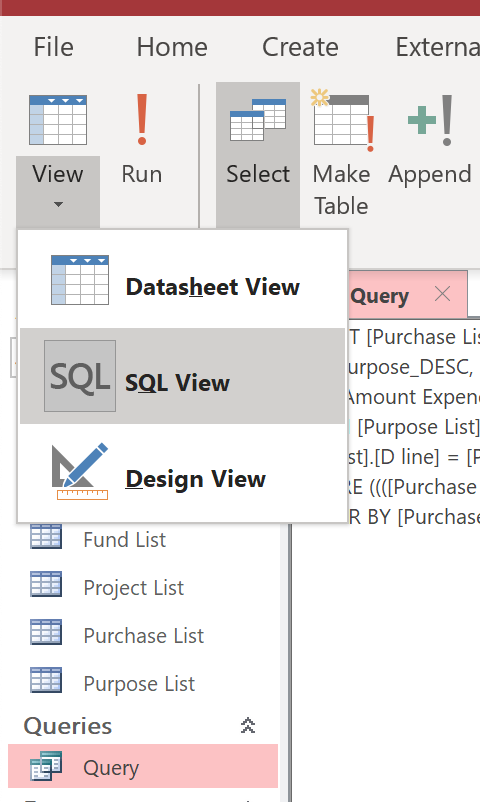 File Home Create Externa
View Run Select Make Table Append
Datasheet View
SQL SQL View
Design View
Query
T [Purchase Lis
urpose_DESC,
Amount Expen
[Purpose List]
st].[D line] = [P
RE ((([Purchase
R BY [Purchase
Fund List
Project List
Purchase List
Purpose List
Queries
Query